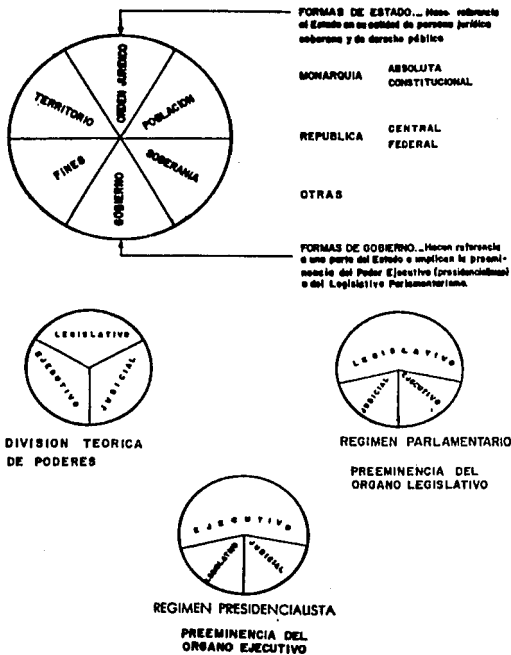 FORMAS DE ESTADO... Hacen referencia
al Estado en su calidad de persona jurídica
soberana y de derecho público
ORDEN JURIDICO
TERRITORIO
POBLACION
FINES
SOBERANIA
GOBIERNO
MONARQUIA
ABSOLUTA
CONSTITUCIONAL
REPUBLICA
CENTRAL
FEDERAL
OTRAS
FORMAS DE GOBIERNO... Hacen referencia
a una parte del Estado e implican la preemi-
nencia del Poder Ejecutivo (presidencialismo)
o del Legislativo Parlamentarismo.
LEGISLATIVO
EJECUTIVO
JUDICIAL
DIVISION TEORICA
DE PODERES
LEGISLATIVO
JUDICIAL
EJECUTIVO
REGIMEN PARLAMENTARIO
PREEMINENCIA DEL
ORGANO LEGISLATIVO
EJECUTIVO
LEGISLATIVO
JUDICIAL
REGIMEN PRESIDENCIALISTA
PREEMINENCIA DEL
ORGANO EJECUTIVO